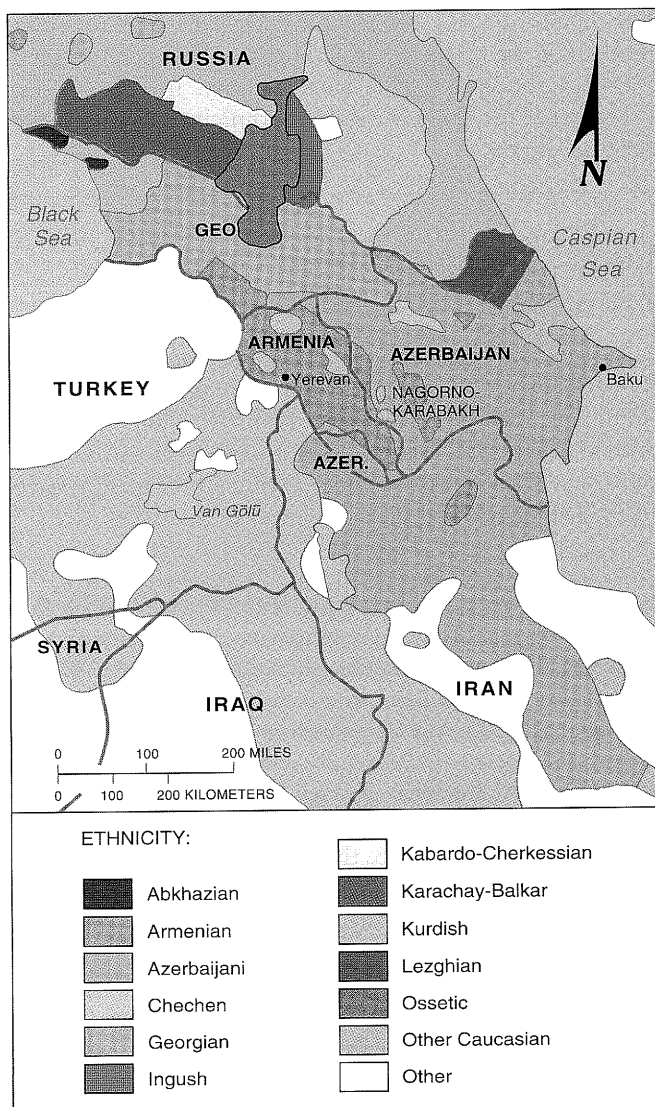 RUSSIA
N
Black
Sea
GEO
Caspian
Sea
ARMENIA
AZERBAIJAN
Yerevan
NAGORNO-
KARABAKH
Baku
TURKEY
AZER.
Van Gölü
SYRIA
IRAQ
IRAN
0 100 200 MILES
0 100 200 KILOMETERS
ETHNICITY:
Abkhazian
Armenian
Azerbaijani
Chechen
Georgian
Ingush
Kabardo-Cherkessian
Karachay-Balkar
Kurdish
Lezghian
Ossetic
Other Caucasian
Other